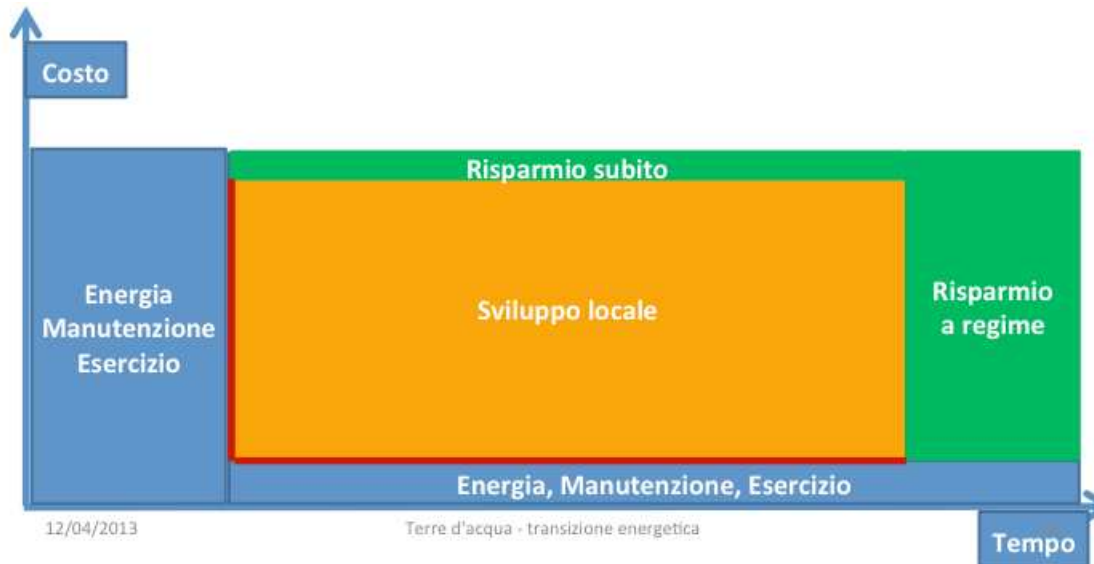 Costo
Risparmio subito
Energia
Manutenzione
Esercizio
Sviluppo locale
Risparmio
a regime
Energia, Manutenzione, Esercizio
12/04/2013
Terre d'acqua - transizione energetica
Tempo